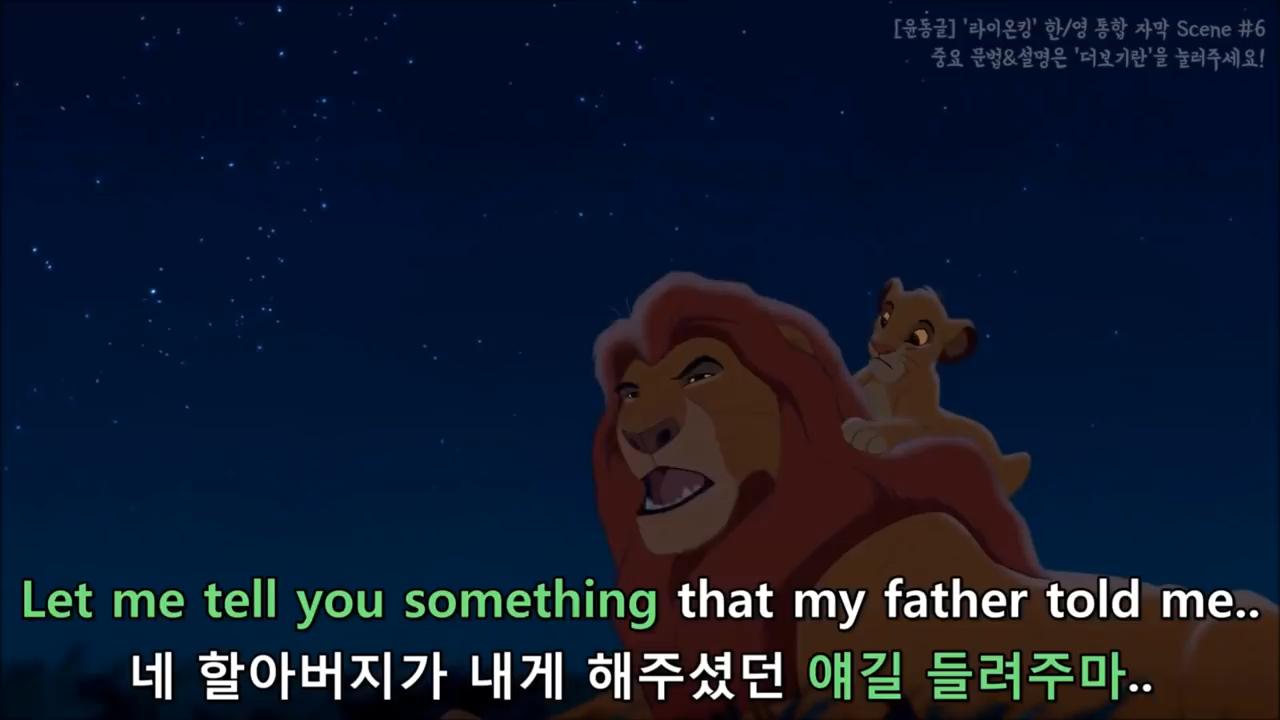 [윤동글] '라이온킹' 한/영 통합 자막 Scene #6
중요 문법&설명은 '더보기란'을 눌러주세요!
Let me tell you something that my father told me..
네 할아버지가 내게 해주셨던 얘길 들려주마..